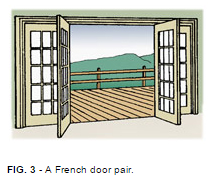 FIG. 3 - A French door pair.